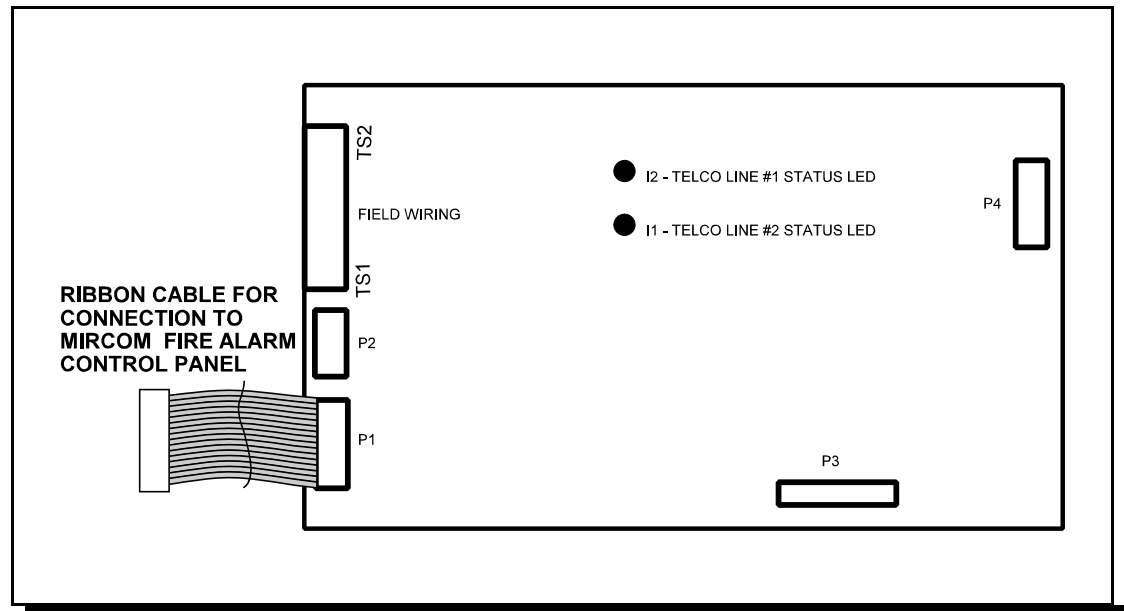 TS2
I2 - TELCO LINE #1 STATUS LED
P4
FIELD WIRING
I1 - TELCO LINE #2 STATUS LED
TS1
RIBBON CABLE FOR
CONNECTION TO
MIRCOM  FIRE ALARM
CONTROL PANEL
P2
P1
P3